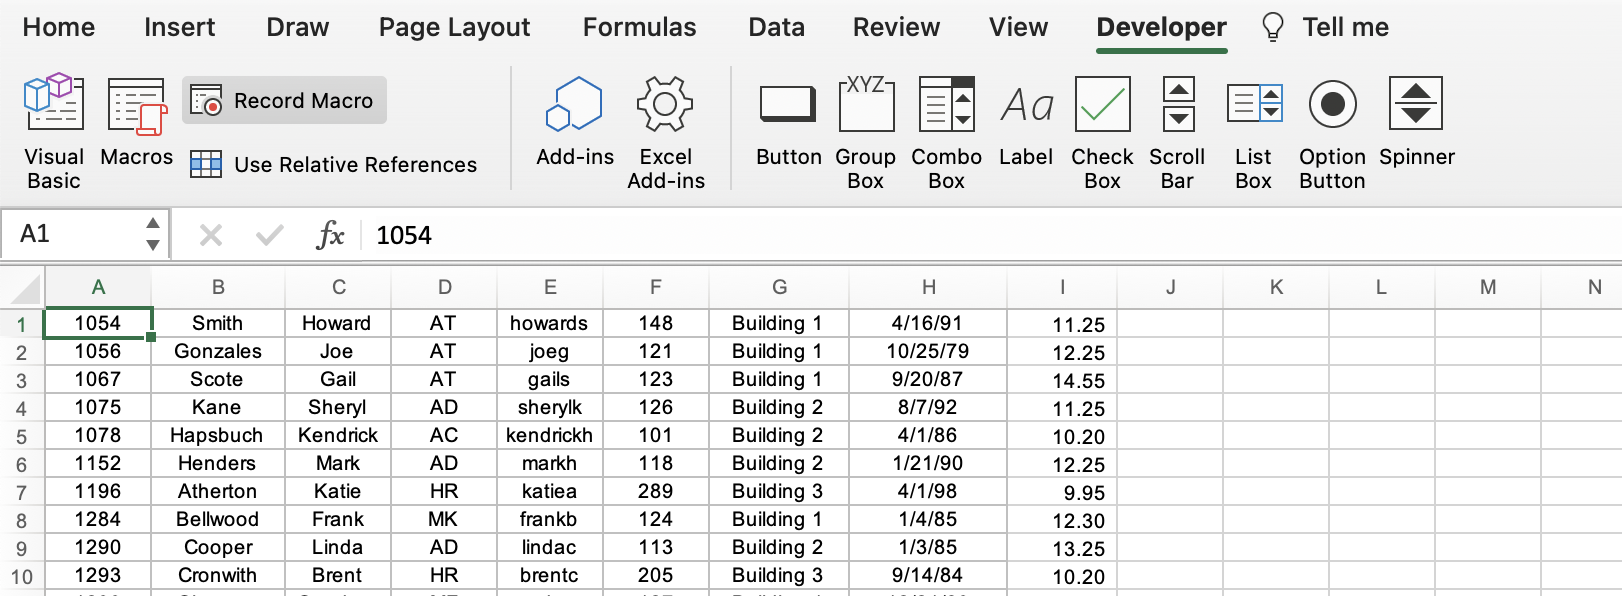 Home Insert Draw Page Layout Formulas Data Review View Developer Tell me
Visual Basic Macros Record Macro Use Relative References Add-ins Excel Add-ins XYZ Button Group Box Combo Box Aa Label Check Box Scroll Bar List Box Option Button Spinner
A1 fx 1054
A B C D E F G H I J K L M N
1 1054 Smith Howard AT howards 148 Building 1 4/16/91 11.25
2 1056 Gonzales Joe AT joeg 121 Building 1 10/25/79 12.25
3 1067 Scote Gail AT gails 123 Building 1 9/20/87 14.55
4 1075 Kane Sheryl AD sherylk 126 Building 2 8/7/92 11.25
5 1078 Hapsbuch Kendrick AC kendrickh 101 Building 2 4/1/86 10.20
6 1152 Henders Mark AD markh 118 Building 2 1/21/90 12.25
7 1196 Atherton Katie HR katiea 289 Building 3 4/1/98 9.95
8 1284 Bellwood Frank MK frankb 124 Building 1 1/4/85 12.30
9 1290 Cooper Linda AD lindac 113 Building 2 1/3/85 13.25
10 1293 Cronwith Brent HR brentc 205 Building 3 9/14/84 10.20